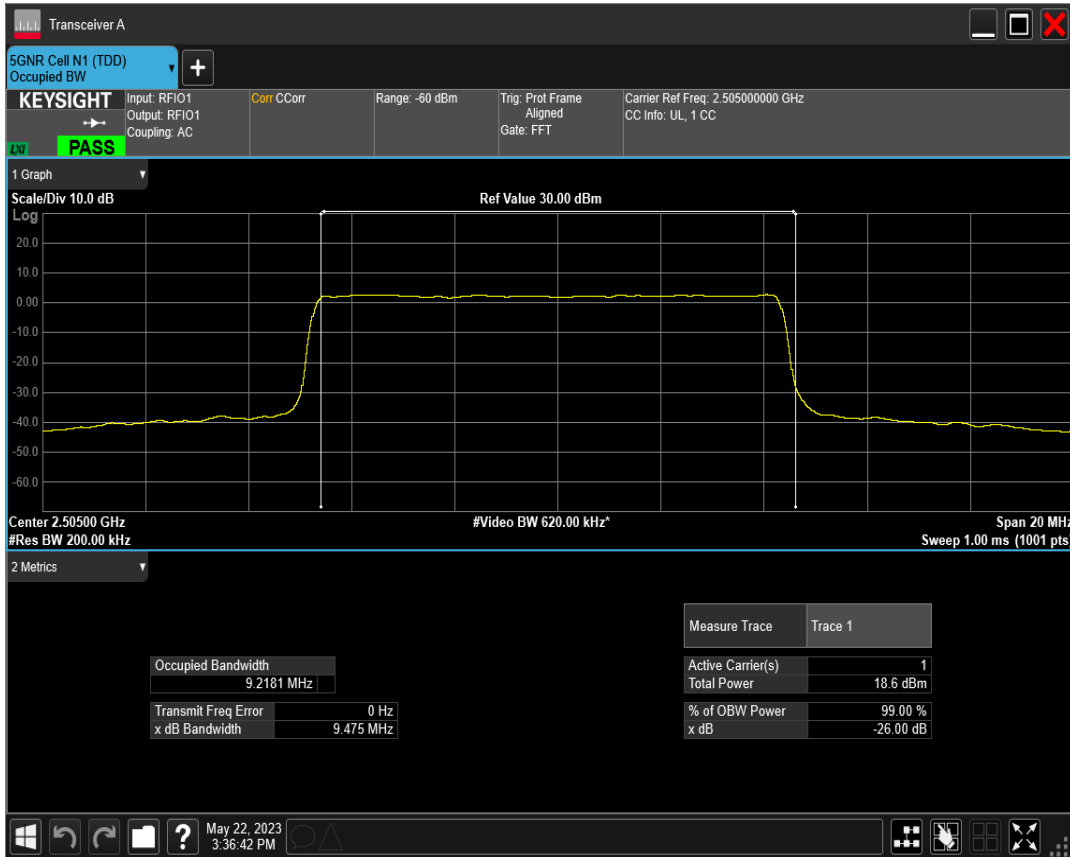 Transceiver A
5GNR Cell N1 (TDD)
Occupied BW
+
KEYSIGHT
LXI
PASS
Input: RFIO1
Output: RFIO1
Coupling: AC
Corr CCorr
Range: -60 dBm
Trig: Prot Frame
Aligned
Gate: FFT
Carrier Ref Freq: 2.505000000 GHz
CC Info: UL, 1 CC
1 Graph
Scale/Div 10.0 dB
Ref Value 30.00 dBm
Log
20.0
10.0
0.00
-10.0
-20.0
-30.0
-40.0
-50.0
-60.0
Center 2.50500 GHz
#Video BW 620.00 kHz*
Span 20 MHz
#Res BW 200.00 kHz
Sweep 1.00 ms (1001 pts)
2 Metrics
Measure Trace Trace 1
Occupied Bandwidth
9.2181 MHz
Active Carrier(s) 1
Total Power 18.6 dBm
Transmit Freq Error 0 Hz
x dB Bandwidth 9.475 MHz
% of OBW Power 99.00 %
x dB -26.00 dB
?
May 22, 2023
3:36:42 PM